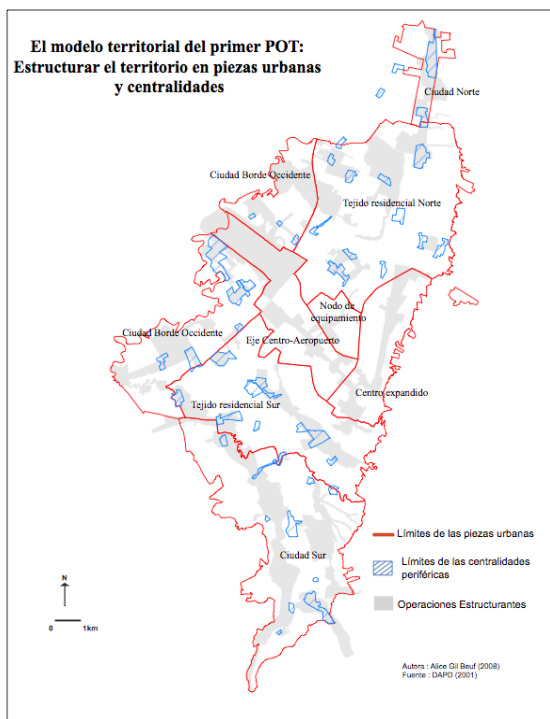 El modelo territorial del primer POT:
Estructurar el territorio en piezas urbanas
y centralidades
Ciudad Norte
Ciudad Borde Occidente
Tejido residencial Norte
Nodo de
equipamiento
Ciudad Borde Occidente
Eje Centro-Aeropuerto
Centro expandido
Tejido residencial Sur
Ciudad Sur
Límites de las piezas urbanas
Límites de las centralidades
periféricas
Operaciones Estructurantes
N
0 1km
Autora : Alice Gil Beuf (2008)
Fuente : DAPD (2001)